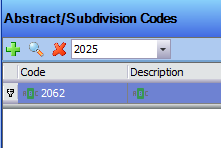 Abstract/Subdivision Codes
2025
Code Description
2062